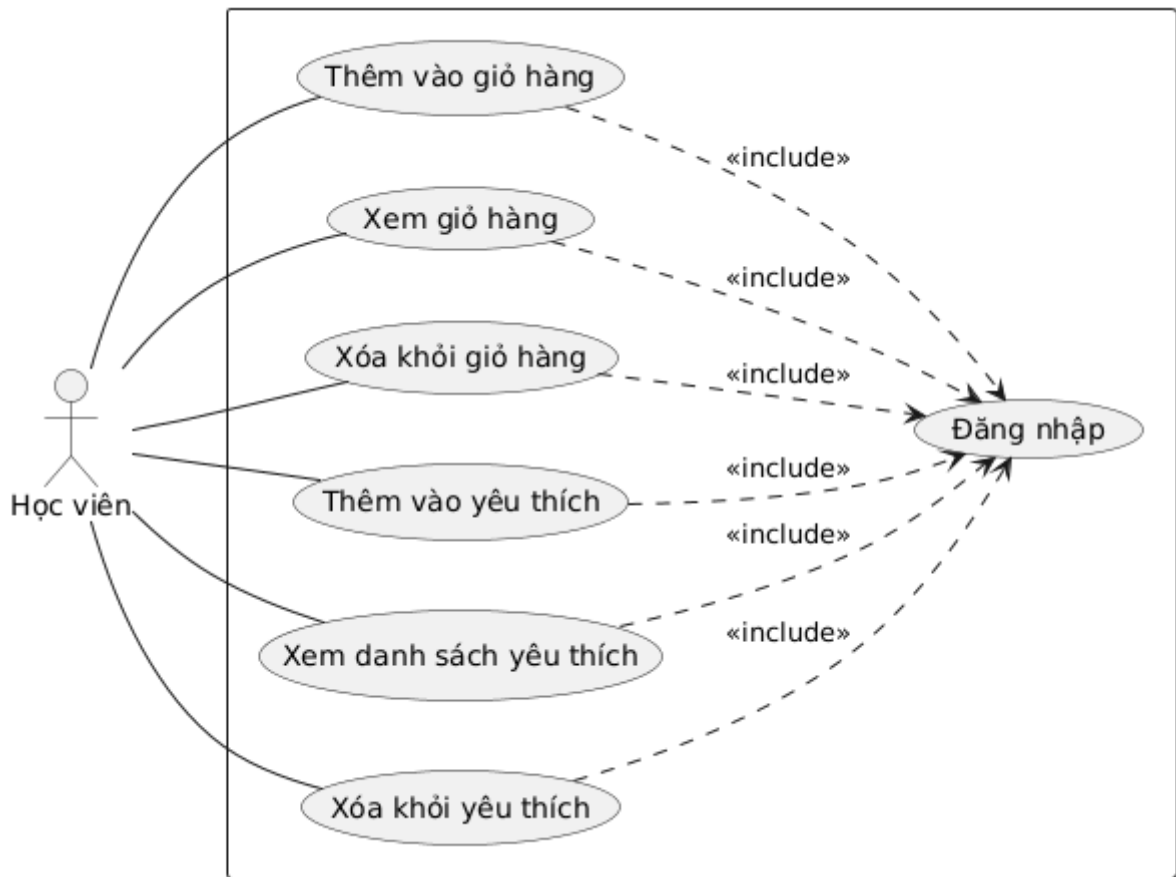 Thêm vào giỏ hàng
«include»
Xem giỏ hàng
«include»
Xóa khỏi giỏ hàng
«include»
Đăng nhập
Thêm vào yêu thích
«include»
Học viên
«include»
Xem danh sách yêu thích
«include»
Xóa khỏi yêu thích